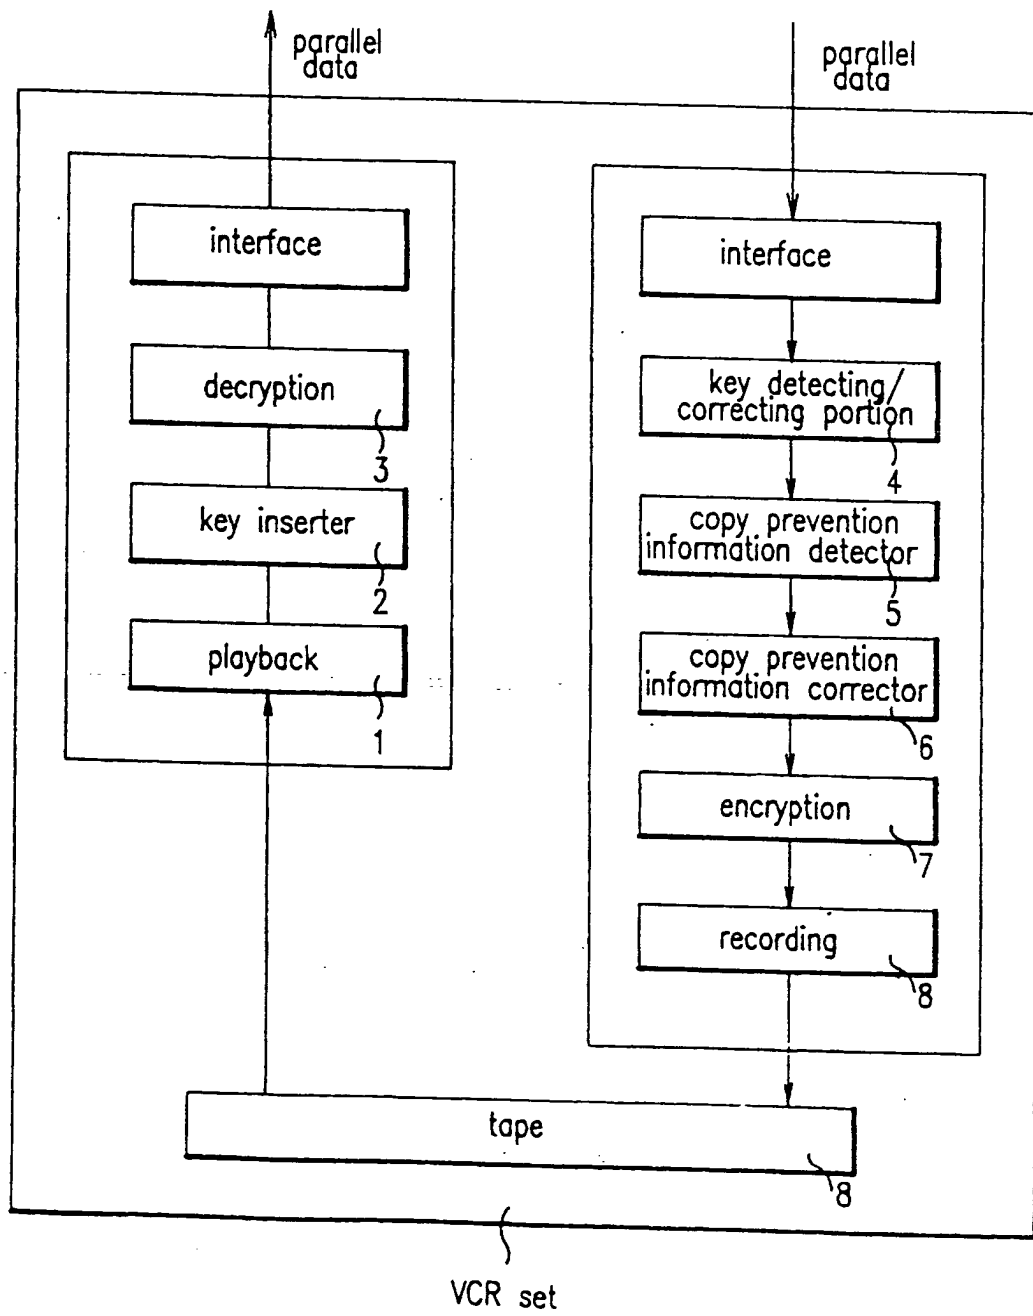 parallel
data
interface
decryption
3
key inserter
2
playback
1
parallel
data
interface
key detecting/
correcting portion
4
copy prevention
information detector
5
copy prevention
information corrector
6
encryption
7
recording
8
tape
8
VCR set